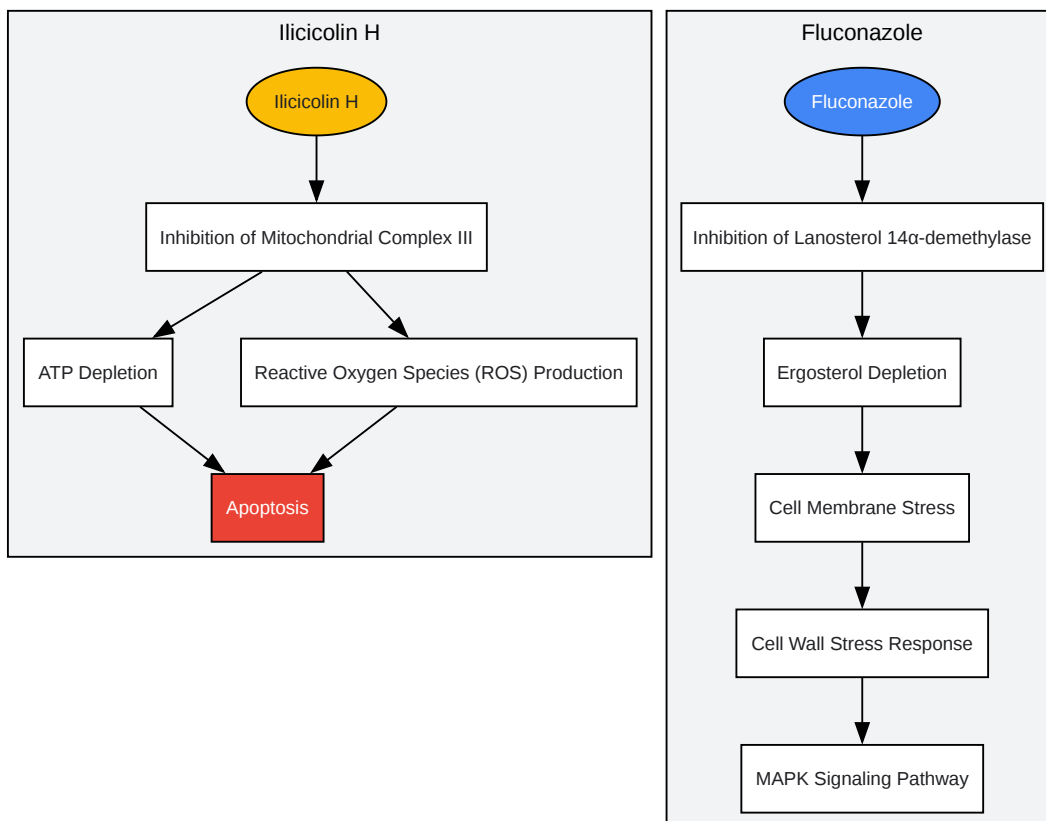 Ilicicolin H
Ilicicolin H
Inhibition of Mitochondrial Complex III
ATP Depletion
Reactive Oxygen Species (ROS) Production
Apoptosis
Fluconazole
Fluconazole
Inhibition of Lanosterol 14α-demethylase
Ergosterol Depletion
Cell Membrane Stress
Cell Wall Stress Response
MAPK Signaling Pathway